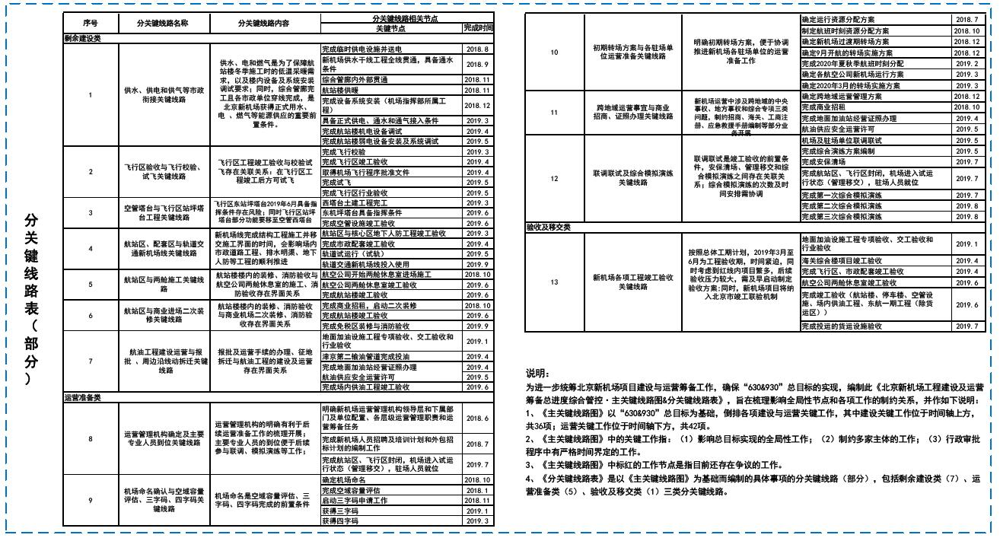 分关键线路表（部分）
序号 分关键线路名称 分关键线路内容 分关键线路相关节点
关键节点 完成时间
剩余建设类
1
供水、供电和供气等市政
衔接关键线路
供水、电和燃气是为了保障航
站楼冬季施工时的低温采暖需
求，以及楼内设备及系统安装
调试要求；同时，综合管廊完
工且各市政单位穿线完成，是
北京新机场获得正式用水、
电 、燃气等能源供应的重要前
置条件。
完成临时供电设施并送电 2018.8
新机场供水干线工程全线贯通，具备通水
条件 2018.9
综合管廊内外部贯通 2018.11
航站楼供暖 2018.11
完成设备系统安装（机场指挥部所属工
程） 2018.12
具备正式供电、通水和通气接入条件 2019.3
完成航站楼机电设备调试 2019.4
完成航站楼弱电设备安装及系统调试 2019.5
2
飞行区验收与飞行校验、
试飞关键线路
飞行区工程竣工验收与校验试
飞存在关联关系：在飞行区工
程竣工后方可试飞
完成飞行校验 2019.3
完成飞行区竣工验收 2019.4
取得机场飞行程序批准文件 2019.4
完成试飞 2019.5
完成飞行区行业验收 2019.5
3
空管塔台与飞行区站坪塔
台工程关键线路
飞行区东站坪塔台2019年6月具备指
挥条件存在风险；同时飞行区站坪
塔台部分功能要移至空管西塔台
西塔台土建工程完工 2019.3
东机坪塔台具备指挥条件 2019.6
完成空管设施竣工验收 2019.6
4
航站区、配套区与轨道交
通新机场线关键线路
新机场线完成结构工程施工并移
交施工界面的时间，会影响场内
市政道路工程、排水明渠、地下
人防等工程的顺利推进
航站区与核心区地下人防工程竣工验收 2019.3
完成市政配套竣工验收 2019.4
轨道试运行（试轨） 2019.5
轨道交通新机场线投入使用 2019.9
5
航站区与两舱施工关键线
路
航站楼楼内的装修、消防验收与
航空公司两舱休息室的施工、消
防验收存在界面关系
航空公司开始两舱休息室进场施工 2018.10
航空公司两舱休息室竣工验收 2019.6
完成航站楼竣工验收 2019.6
6
航站区与商业进场二次装
修关键线路
航站楼楼内的装修、消防验收
与商业机场二次装修、消防验
收存在界面关系
完成商业招租，启动二次装修 2018.10
完成航站楼竣工验收 2019.6
完成免税区装修与消防验收 2019.9
7
航油工程建设运营与报
批 、周边沿线动拆迁关键
线路
报批及运营手续的办理、征地
拆迁与航油工程的建设及运营
存在界面关系
地面加油设施工程专项验收、交工验收和
行业验收 2019.1
津京第二输油管道完成投油 2019.4
完成地面加油站经营证照办理 2019.4
航油供应安全运营许可 2019.5
完成场内供油工程竣工验收 2019.6
运营准备类
8
运营管理机构确定及主要
专业人员到位关键线路
运营管理机构的明确有利于后
续运营准备工作的梳理开展；
主要专业人员的到位便于后续
参与联调、模拟演练等工作；
明确新机场运营管理机构领导层和下属部
门及单位配置、各层级运营管理职责和运
营筹备任务 2018.6
完成新机场人员招聘及培训计划和外包招
标计划的编制工作 2018.7
完成航站区、飞行区封闭，机场进入试运
行状态（管理移交），驻场人员就位 2019.7
9
机场命名确认与空域容量
评估、三字码、四字码关
键线路
机场命名是空域容量评估、三
字码、四字码完成的前置条件
确定机场命名 2018.10
完成空域容量评估 2018.1
启动三字码申请工作 2018.11
获得三字码 2019.1
获得四字码 2019.3
10
初期转场方案与各驻场单
位运营准备关键线路
明确初期转场方案，便于协调
推进新机场各驻场单位的运营
准备工作
确定运行资源分配方案 2018.7
制定航班时刻资源分配方案 2018.10
确定新机场过渡期转场方案 2018.12
确定9月开航的转场实施方案 2018.12
完成2020年夏秋季航班时刻分配 2019.2
确定各航空公司新机场运行方案 2019.3
确定2020年3月的转场实施方案 2019.3
11
跨地域运营事宜与商业
招商、证照办理关键线路
新机场运营中涉及跨地域的中央
事权、地方事权和综合专项三类
问题，制约招商、海关、工商注
册、应急救援手册编制等部分业
务开展
确定跨地域运营管理方案 2018.12
完成商业招租 2018.10
完成地面加油站经营证照办理 2019.4
航油供应安全运营许可 2019.5
12
联调联试及综合模拟演练
关键线路
联调联试是竣工验收的前置条
件，安保清场、管理移交和综
合模拟演练之间存在关联关
系；综合模拟演练的次数及时
间安排需协调
机场及驻场单位联调联试 2019.5
完成综合演练方案编制 2019.5
完成安保清场 2019.7
完成航站区、飞行区封闭，机场进入试运
行状态（管理移交），驻场人员就位 2019.7
完成第一次综合模拟演练 2019.7
完成第二次综合模拟演练 2019.8
完成第三次综合模拟演练 2019.8
验收及移交类
13
新机场各项工程竣工验收
关键线路
按照总体工期计划，2019年3月至
6月为工程验收期，时间紧迫，同
时考虑到红线内项目繁多，后续
验收压力较大，需及早启动制定
验收方案;同时，新机场项目将纳
入北京市竣工联验机制
地面加油设施工程专项验收、交工验收和
行业验收 2019.1
海关综合楼项目竣工验收 2019.4
完成飞行区、市政配套竣工验收 2019.4
航空公司两舱休息室竣工验收 2019.6
完成竣工验收（航站楼、停车楼、空管设
施、场内供油工程、东航一期工程（除货
运区）） 2019.6
完成投运的货运设施验收 2019.7
说明：
为进一步统筹北京新机场项目建设与运营筹备工作，确保“630&930”总目标的实现，编制此《北京新机场工程建设及运营
筹备总进度综合管控·主关键线路图&分关键线路表》，旨在梳理影响全局性节点和各项工作的制约关系，并作如下说明：
1、《主关键线路图》以“630&930”总目标为基础，倒排各项建设与运营关键工作，其中建设关键工作位于时间轴上方，
共36项；运营关键工作位于时间轴下方，共42项。
2、《主关键线路图》中的关键工作指：（1）影响总目标实现的全局性工作；（2）制约多家主体的工作；（3）行政审批
程序中有严格时间界定的工作。
3、《主关键线路图》中标红的工作节点是指目前还存在争议的工作。
4、《分关键线路表》是以《主关键线路图》为基础而编制的具体事项的分关键线路（部分），包括剩余建设类（7）、运
营准备类（5）、验收及移交类（1）三类分关键线路。